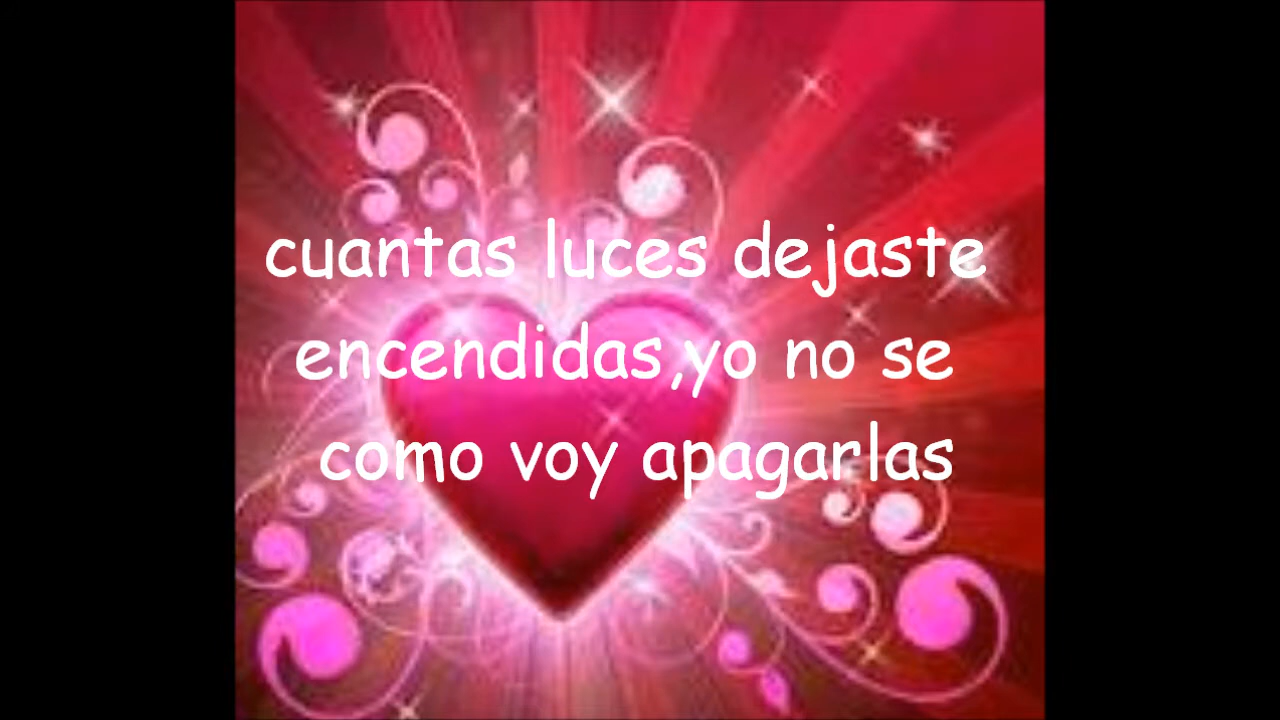 cuantas luces dejaste
encendidas,yo no se
como voy apagarlas